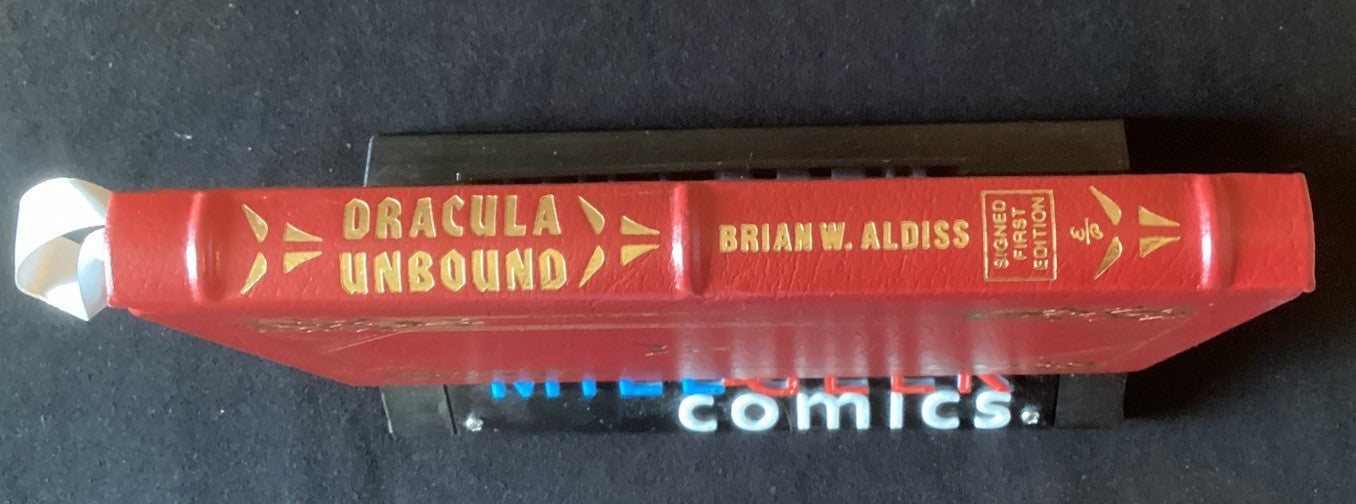 DRACULA
UNBOUND
BRIAN W. ALDISS
SIGNED
FIRST
EDITION
comics